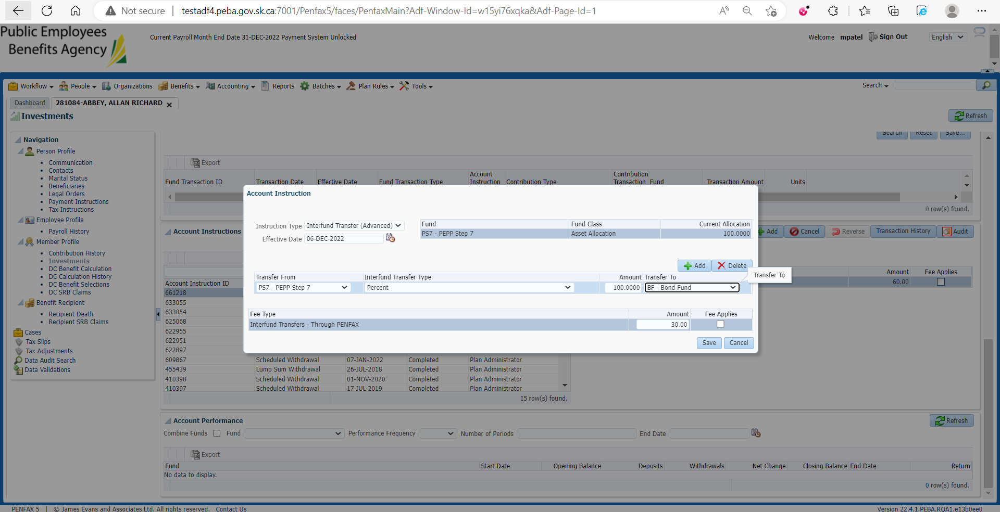 Not secure | testadf4.peba.gov.sk.ca:7001/Penfax5/faces/PenfaxMain?Adf-Window-Id=w15yi76xqka&Adf-Page-Id=1
Public Employees
Benefits Agency
Current Payroll Month End Date 31-DEC-2022 Payment System Unlocked
Welcome mpatel Sign Out English
Workflow People Organizations Benefits Accounting Reports Batches Plan Rules Tools Search
Dashboard 281084-ABBEY, ALLAN RICHARD
Investments Refresh
Navigation
Person Profile
Communication
Contacts
Marital Status
Beneficiaries
Legal Orders
Payment Instructions
Tax Instructions
Employee Profile
Payroll History
Member Profile
Contribution History
Investments
DC Benefit Calculation
DC Calculation History
DC Benefit Selections
DC SRB Claims
Benefit Recipient
Recipient Death
Recipient SRB Claims
Cases
Tax Slips
Tax Adjustments
Data Audit Search
Data Validations
Search Reset Save...
Export
Fund Transaction ID Transaction Date Effective Date Fund Transaction Type Account Instruction Contribution Type Contribution Transaction Fund Transaction Amount Units
0 row(s) found.
Account Instructions Add Cancel Reverse Transaction History Audit
Account Instruction
Instruction Type Interfund Transfer (Advanced)
Effective Date 06-DEC-2022
Fund Fund Class Current Allocation
PS7 - PEPP Step 7 Asset Allocation 100.0000
Add Delete
Transfer To
Transfer From Interfund Transfer Type Amount Transfer To
PS7 - PEPP Step 7 Percent 100.0000 BF - Bond Fund
Fee Type Amount Fee Applies
Interfund Transfers - Through PENFAX 30.00
Save Cancel
Amount Fee Applies
60.00
Account Instruction ID
661218
633055
633054
625068
622955
622951
622897
609867 Scheduled Withdrawal 07-JAN-2022 Completed Plan Administrator
455439 Lump Sum Withdrawal 26-JUL-2018 Completed Plan Administrator
410398 Scheduled Withdrawal 01-NOV-2020 Completed Plan Administrator
410397 Scheduled Withdrawal 17-JUL-2019 Completed Plan Administrator
15 row(s) found.
Account Performance Refresh
Combine Funds Fund Performance Frequency Number of Periods End Date
Export
Fund Start Date Opening Balance Deposits Withdrawals Net Change Closing Balance End Date Return
No data to display.
0 row(s) found.
PENFAX 5 | © James Evans and Associates Ltd. All rights reserved. Contact Us
Version 22.4.1.PEBA.RQA1.e13b0ee0